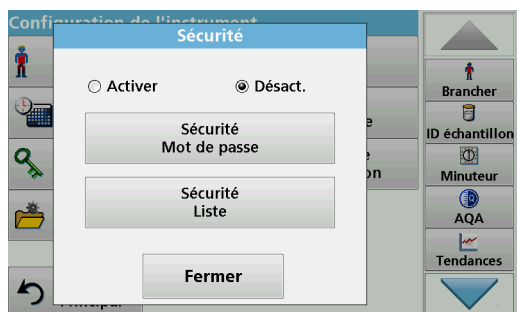 Configuration de l'instrument
Sécurité
Activer
Désact.
Sécurité
Mot de passe
Sécurité
Liste
Fermer
Principal
Brancher
ID échantillon
Minuteur
AQA
Tendances